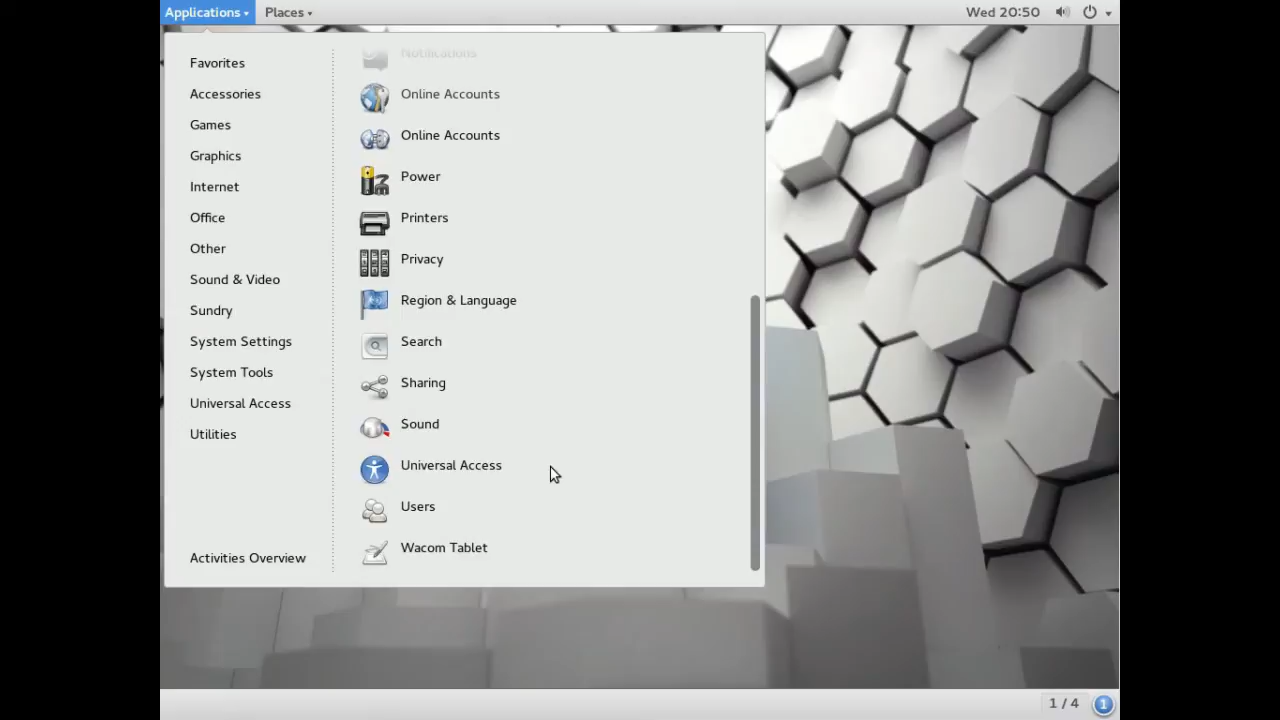 Applications Places Wed 20:50
Favorites
Accessories
Games
Graphics
Internet
Office
Other
Sound & Video
Sundry
System Settings
System Tools
Universal Access
Utilities
Activities Overview
Notifications
Online Accounts
Online Accounts
Power
Printers
Privacy
Region & Language
Search
Sharing
Sound
Universal Access
Users
Wacom Tablet
1 / 4 1